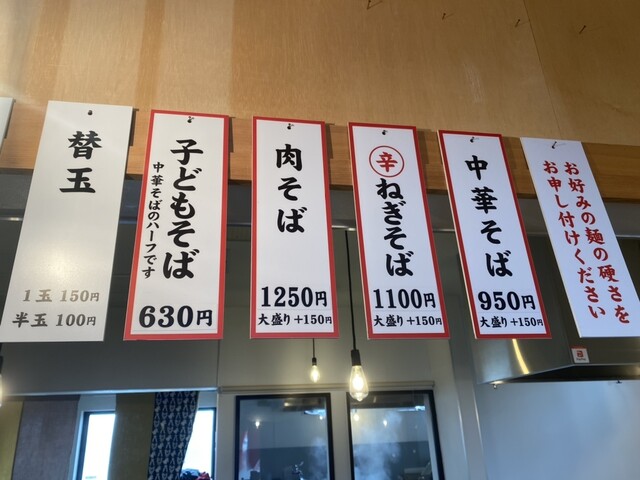 お好みの麺の硬さを
お申し付けください
中華そば
950円
大盛り+150円
辛ねぎそば
1100円
大盛り+150円
肉そば
1250円
大盛り+150円
子どもそば
中華そばのハーフです
630円
替玉
1玉 150円
半玉 100円